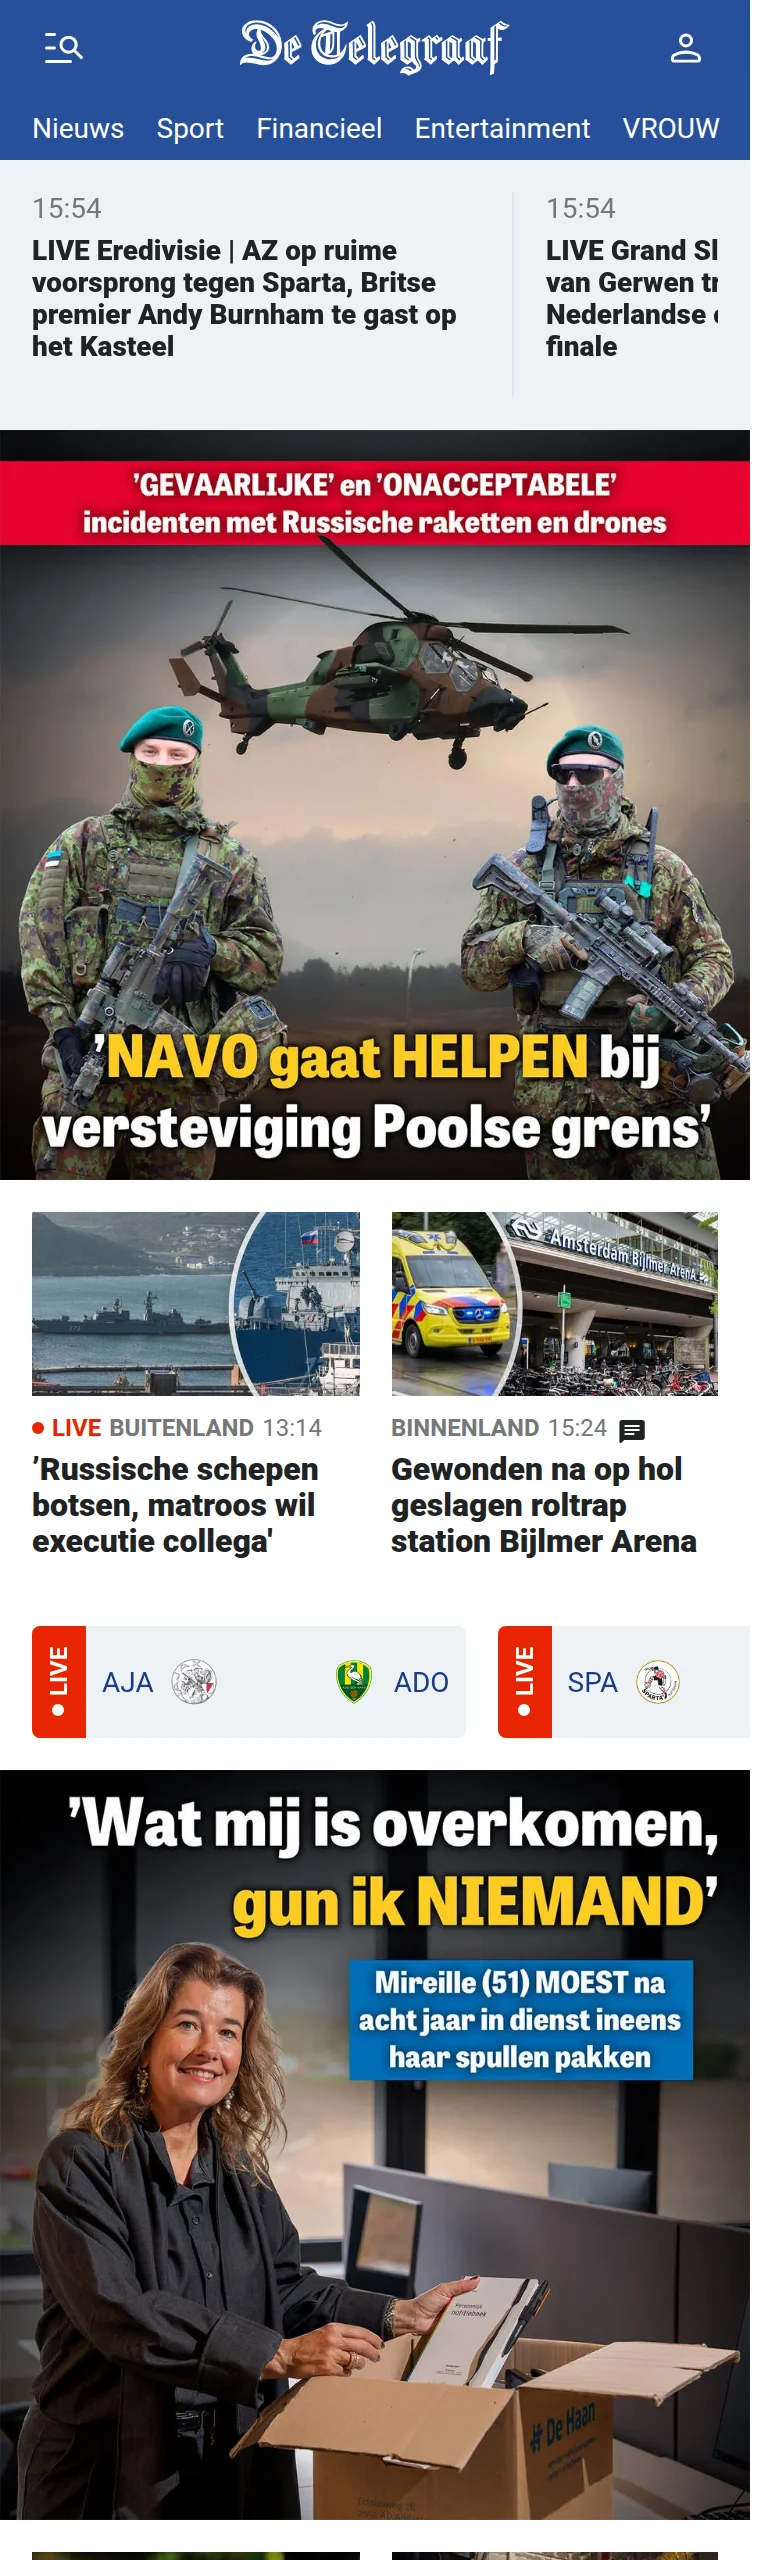 De Telegraaf
Nieuws Sport Financieel Entertainment VROUW
15:54
LIVE Eredivisie | AZ op ruime
voorsprong tegen Sparta, Britse
premier Andy Burnham te gast op
het Kasteel
15:54
LIVE Grand Sl
van Gerwen tr
Nederlandse
finale
’GEVAARLIJKE’ en ’ONACCEPTABELE’
incidenten met Russische raketten en drones
’NAVO gaat HELPEN bij
versteviging Poolse grens’
Amsterdam Bijlmer ArenA
LIVE BUITENLAND 13:14
’Russische schepen
botsen, matroos wil
executie collega'
BINNENLAND 15:24
Gewonden na op hol
geslagen roltrap
station Bijlmer Arena
LIVE
AJA ADO
LIVE
SPA
SPARTA
’Wat mij is overkomen,
gun ik NIEMAND’
Mireille (51) MOEST na
acht jaar in dienst ineens
haar spullen pakken
Persoonlijk
notitieboek
De Haan